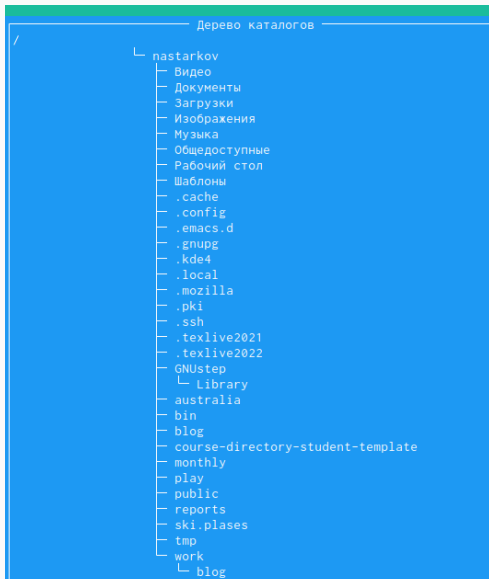 Дерево каталогов
/
nastarkov
Видео
Документы
Загрузки
Изображения
Музыка
Общедоступные
Рабочий стол
Шаблоны
.cache
.config
.emacs.d
.gnupg
.kde4
.local
.mozilla
.pki
.ssh
.texlive2021
.texlive2022
GNUstep
Library
australia
bin
blog
course-directory-student-template
monthly
play
public
reports
ski.plases
tmp
work
blog